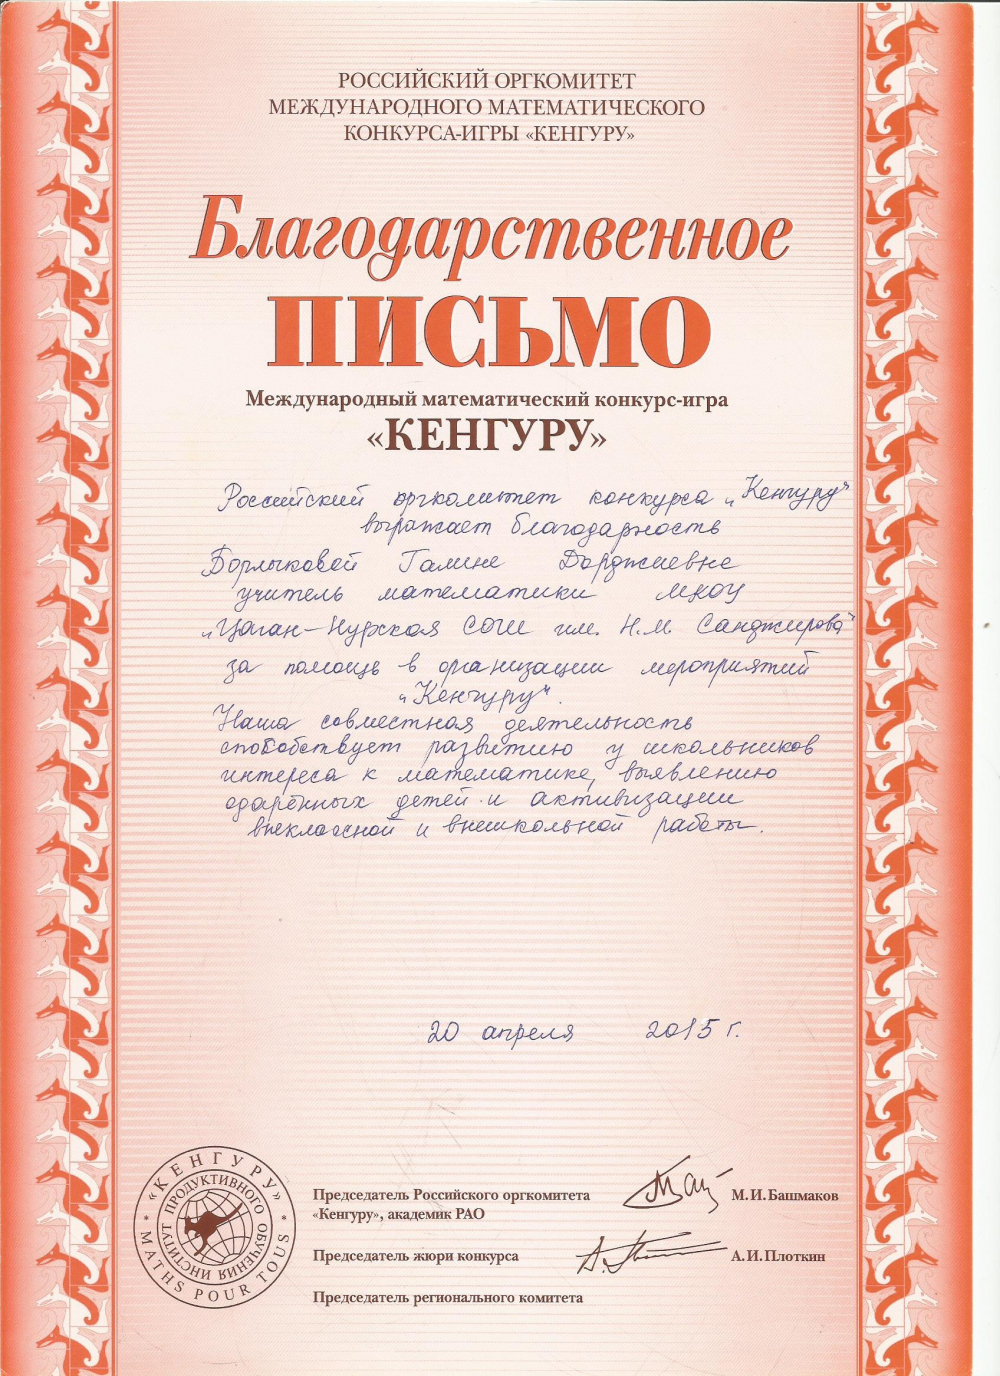 РОССИЙСКИЙ ОРГКОМИТЕТ
МЕЖДУНАРОДНОГО МАТЕМАТИЧЕСКОГО
КОНКУРСА-ИГРЫ «КЕНГУРУ»
Благодарственное
ПИСЬМО
Международный математический конкурс-игра
«КЕНГУРУ»
Российский оргкомитет конкурса „Кенгуру"
выражает благодарность
Борлыковой Галине Дорджиевне
учитель математики МКОУ
„Цаган-Нурская СОШ им. Н.М. Санджирова"
за помощь в организации мероприятий
„Кенгуру".
Наша совместная деятельность
способствует развитию у школьников
интереса к математике, выявлению
одарённых детей и активизации
внеклассной и внешкольной работы.
20 апреля 2015 г.
«КЕНГУРУ»
ИНСТИТУТ ПРОДУКТИВНОГО ОБУЧЕНИЯ
MATHS POUR TOUS
Председатель Российского оргкомитета
«Кенгуру», академик РАО М. И. Башмаков
Председатель жюри конкурса А. И. Плоткин
Председатель регионального комитета